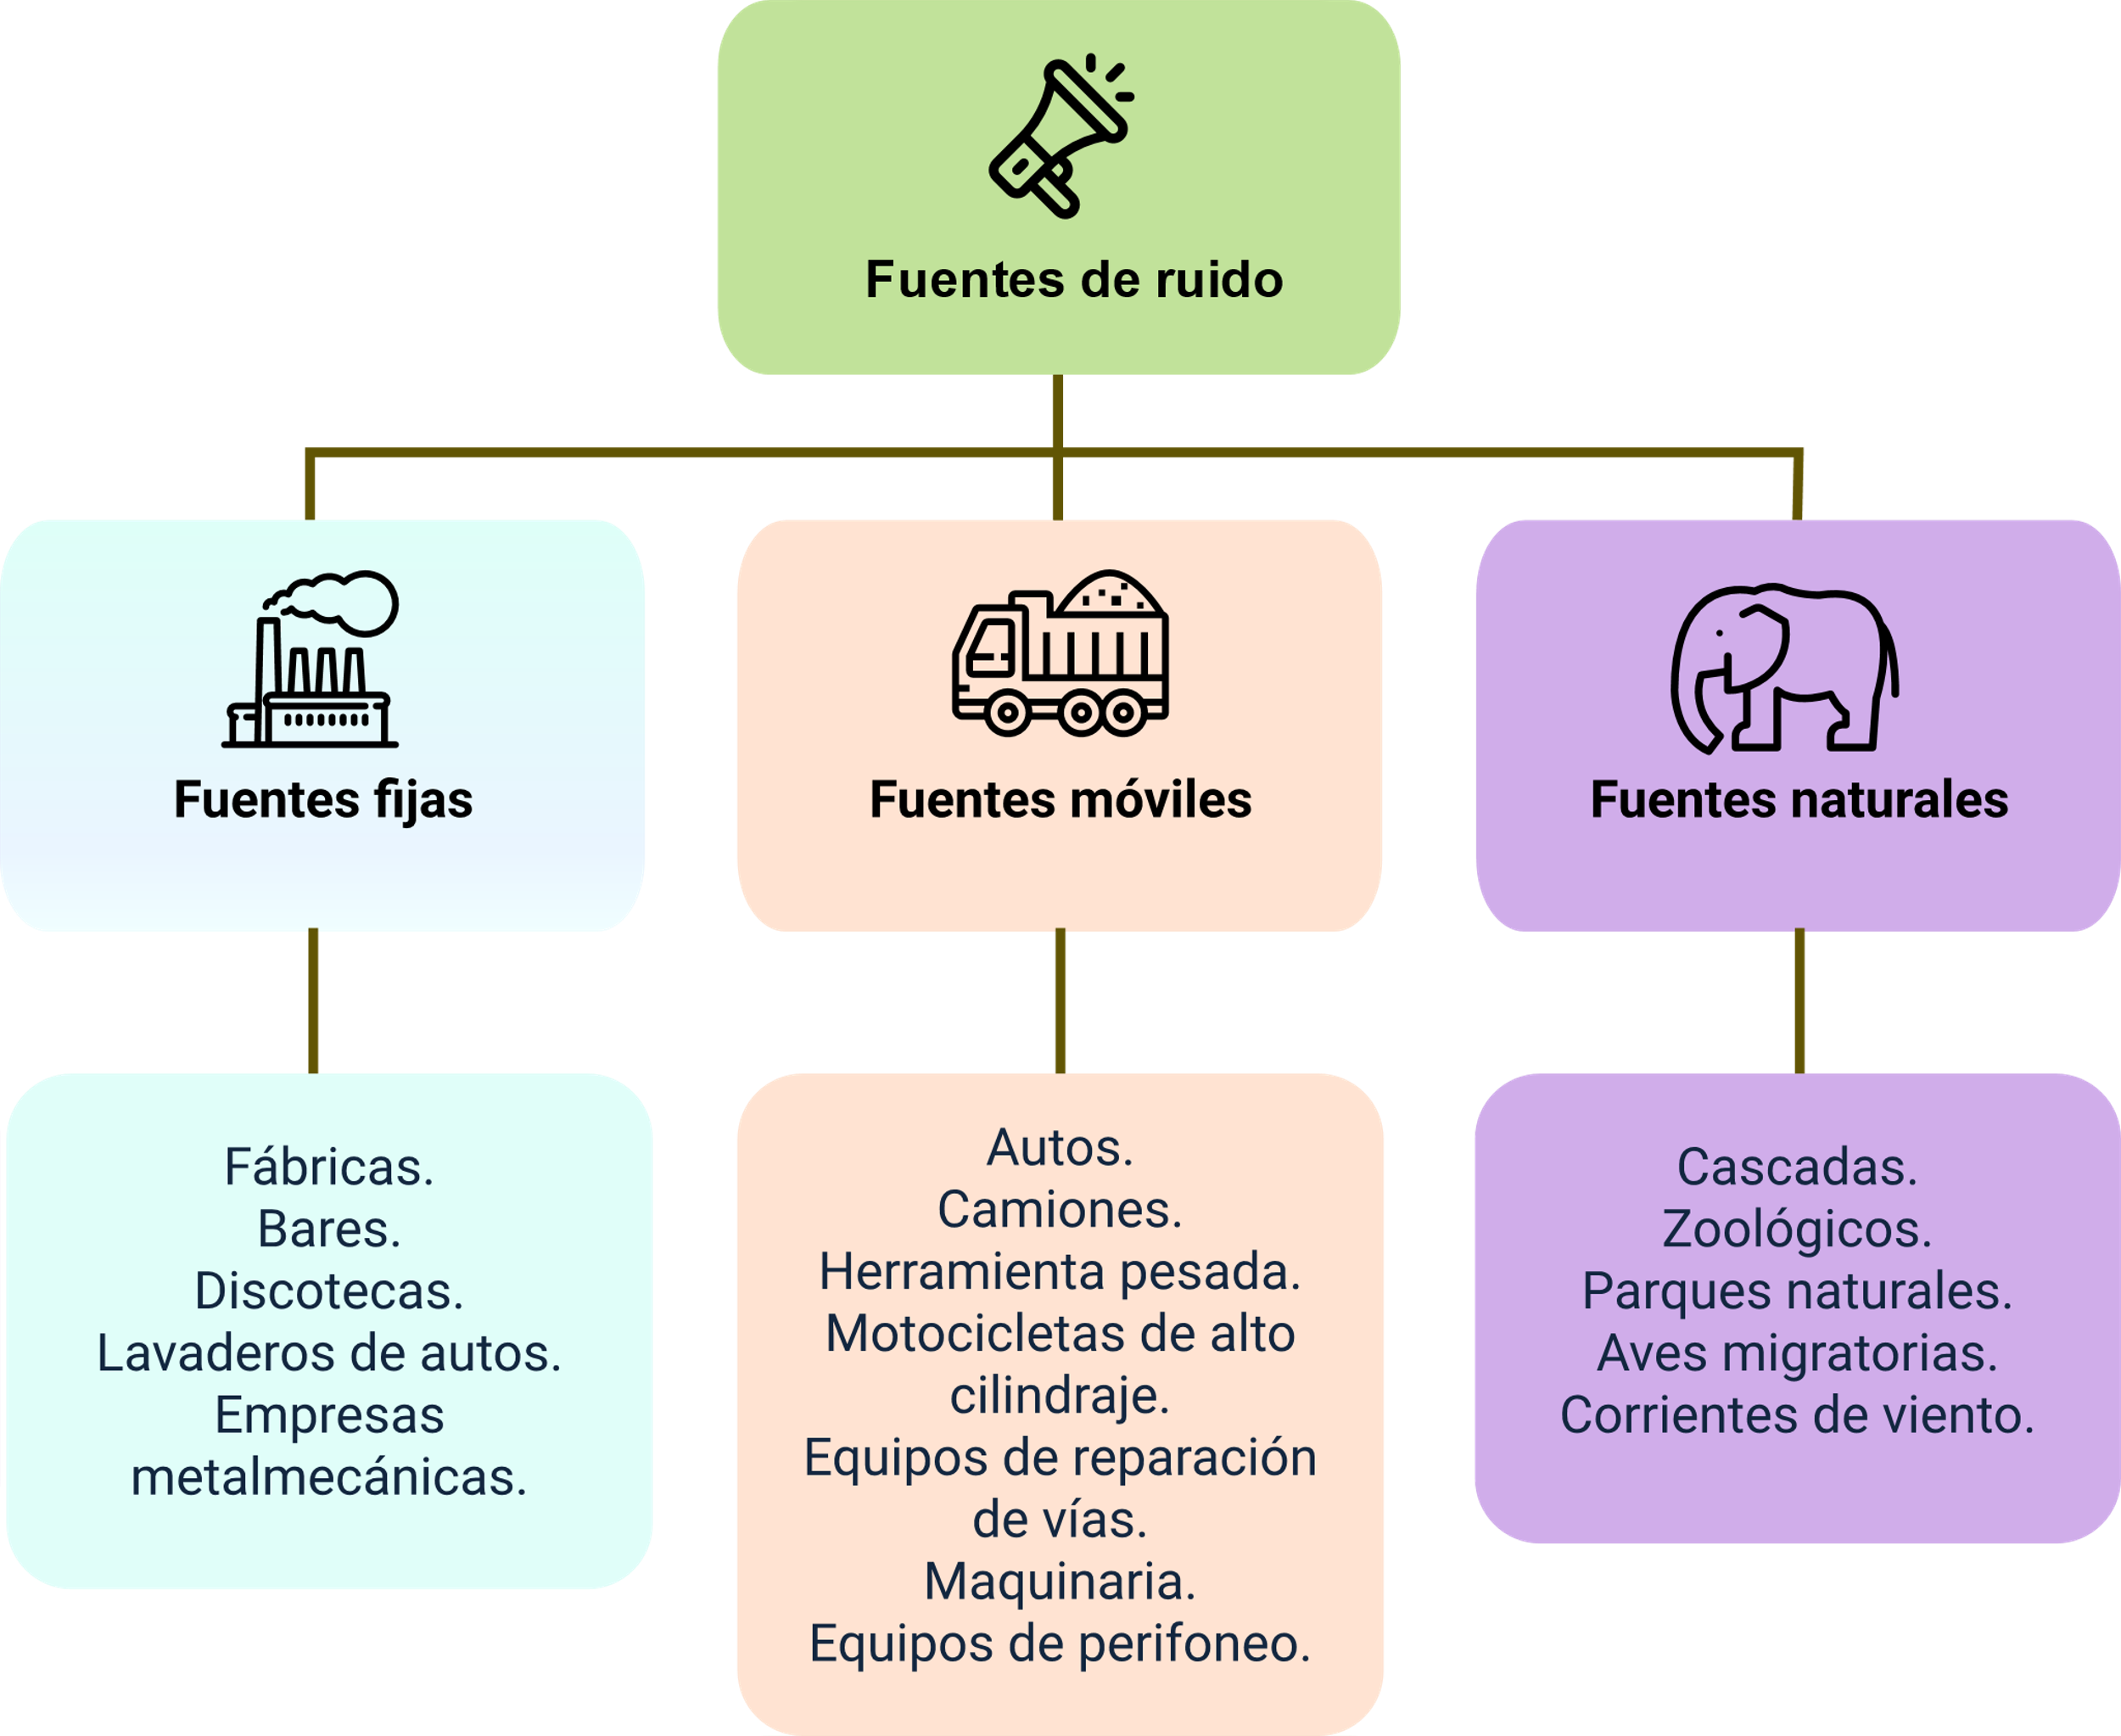 Fuentes de ruido
Fuentes fijas
Fuentes móviles
Fuentes naturales
Fábricas.
Bares.
Discotecas.
Lavaderos de autos.
Empresas
metalmecánicas.
Autos.
Camiones.
Herramienta pesada.
Motocicletas de alto
cilindraje.
Equipos de reparación
de vías.
Maquinaria.
Equipos de perifoneo.
Cascadas.
Zoológicos.
Parques naturales.
Aves migratorias.
Corrientes de viento.